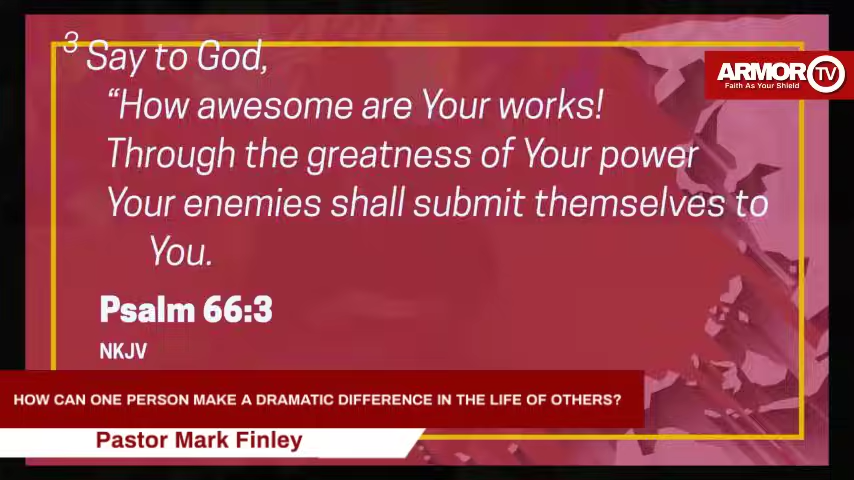 3 Say to God,
“How awesome are Your works!
Through the greatness of Your power
Your enemies shall submit themselves to
You.
Psalm 66:3
NKJV
ARMOR TV
Faith As Your Shield
HOW CAN ONE PERSON MAKE A DRAMATIC DIFFERENCE IN THE LIFE OF OTHERS?
Pastor Mark Finley